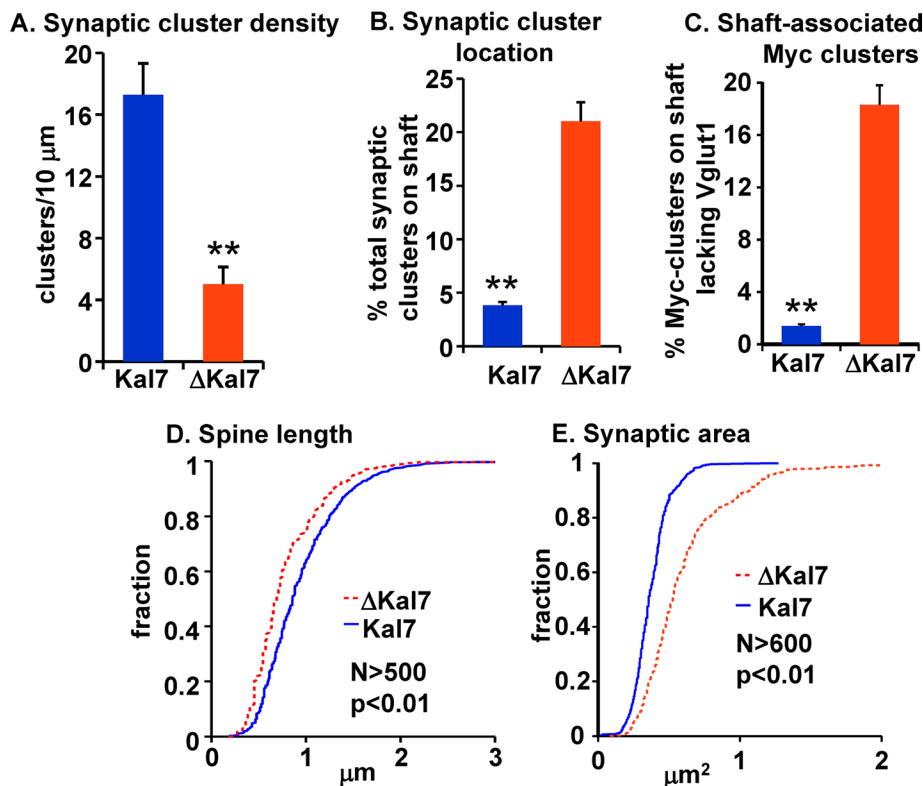 A. Synaptic cluster density
20
16
12
8
4
0
clusters/10 μm
**
Kal7
ΔKal7
B. Synaptic cluster
location
25
20
15
10
5
0
% total synaptic
clusters on shaft
**
Kal7
ΔKal7
C. Shaft-associated
Myc clusters
20
16
12
8
4
0
% Myc-clusters on shaft
lacking Vglut1
**
Kal7
ΔKal7
D. Spine length
1
0.8
0.6
0.4
0.2
0
fraction
ΔKal7
Kal7
N>500
p<0.01
0
1
2
3
μm
E. Synaptic area
1
0.8
0.6
0.4
0.2
0
fraction
ΔKal7
Kal7
N>600
p<0.01
0
1
2
μm²